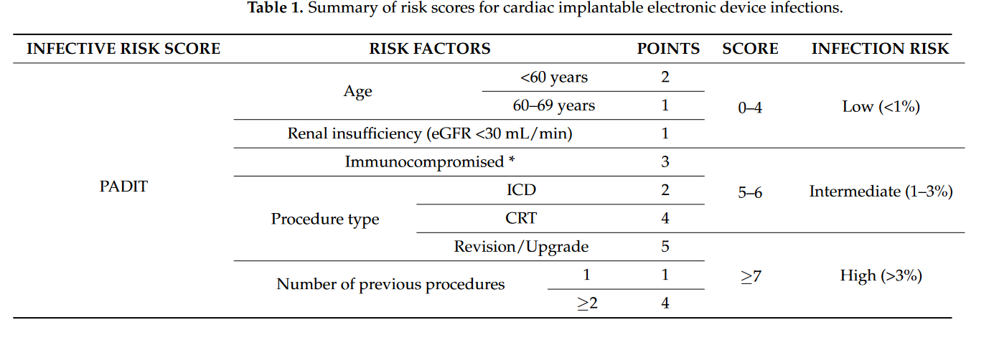 Table 1. Summary of risk scores for cardiac implantable electronic device infections.
INFECTIVE RISK SCORE RISK FACTORS POINTS SCORE INFECTION RISK
PADIT
Age
<60 years 2
60–69 years 1
0–4 Low (<1%)
Renal insufficiency (eGFR <30 mL/min) 1
Immunocompromised * 3
Procedure type
ICD 2
CRT 4
5–6 Intermediate (1–3%)
Revision/Upgrade 5
Number of previous procedures
1 1
≥2 4
≥7 High (>3%)